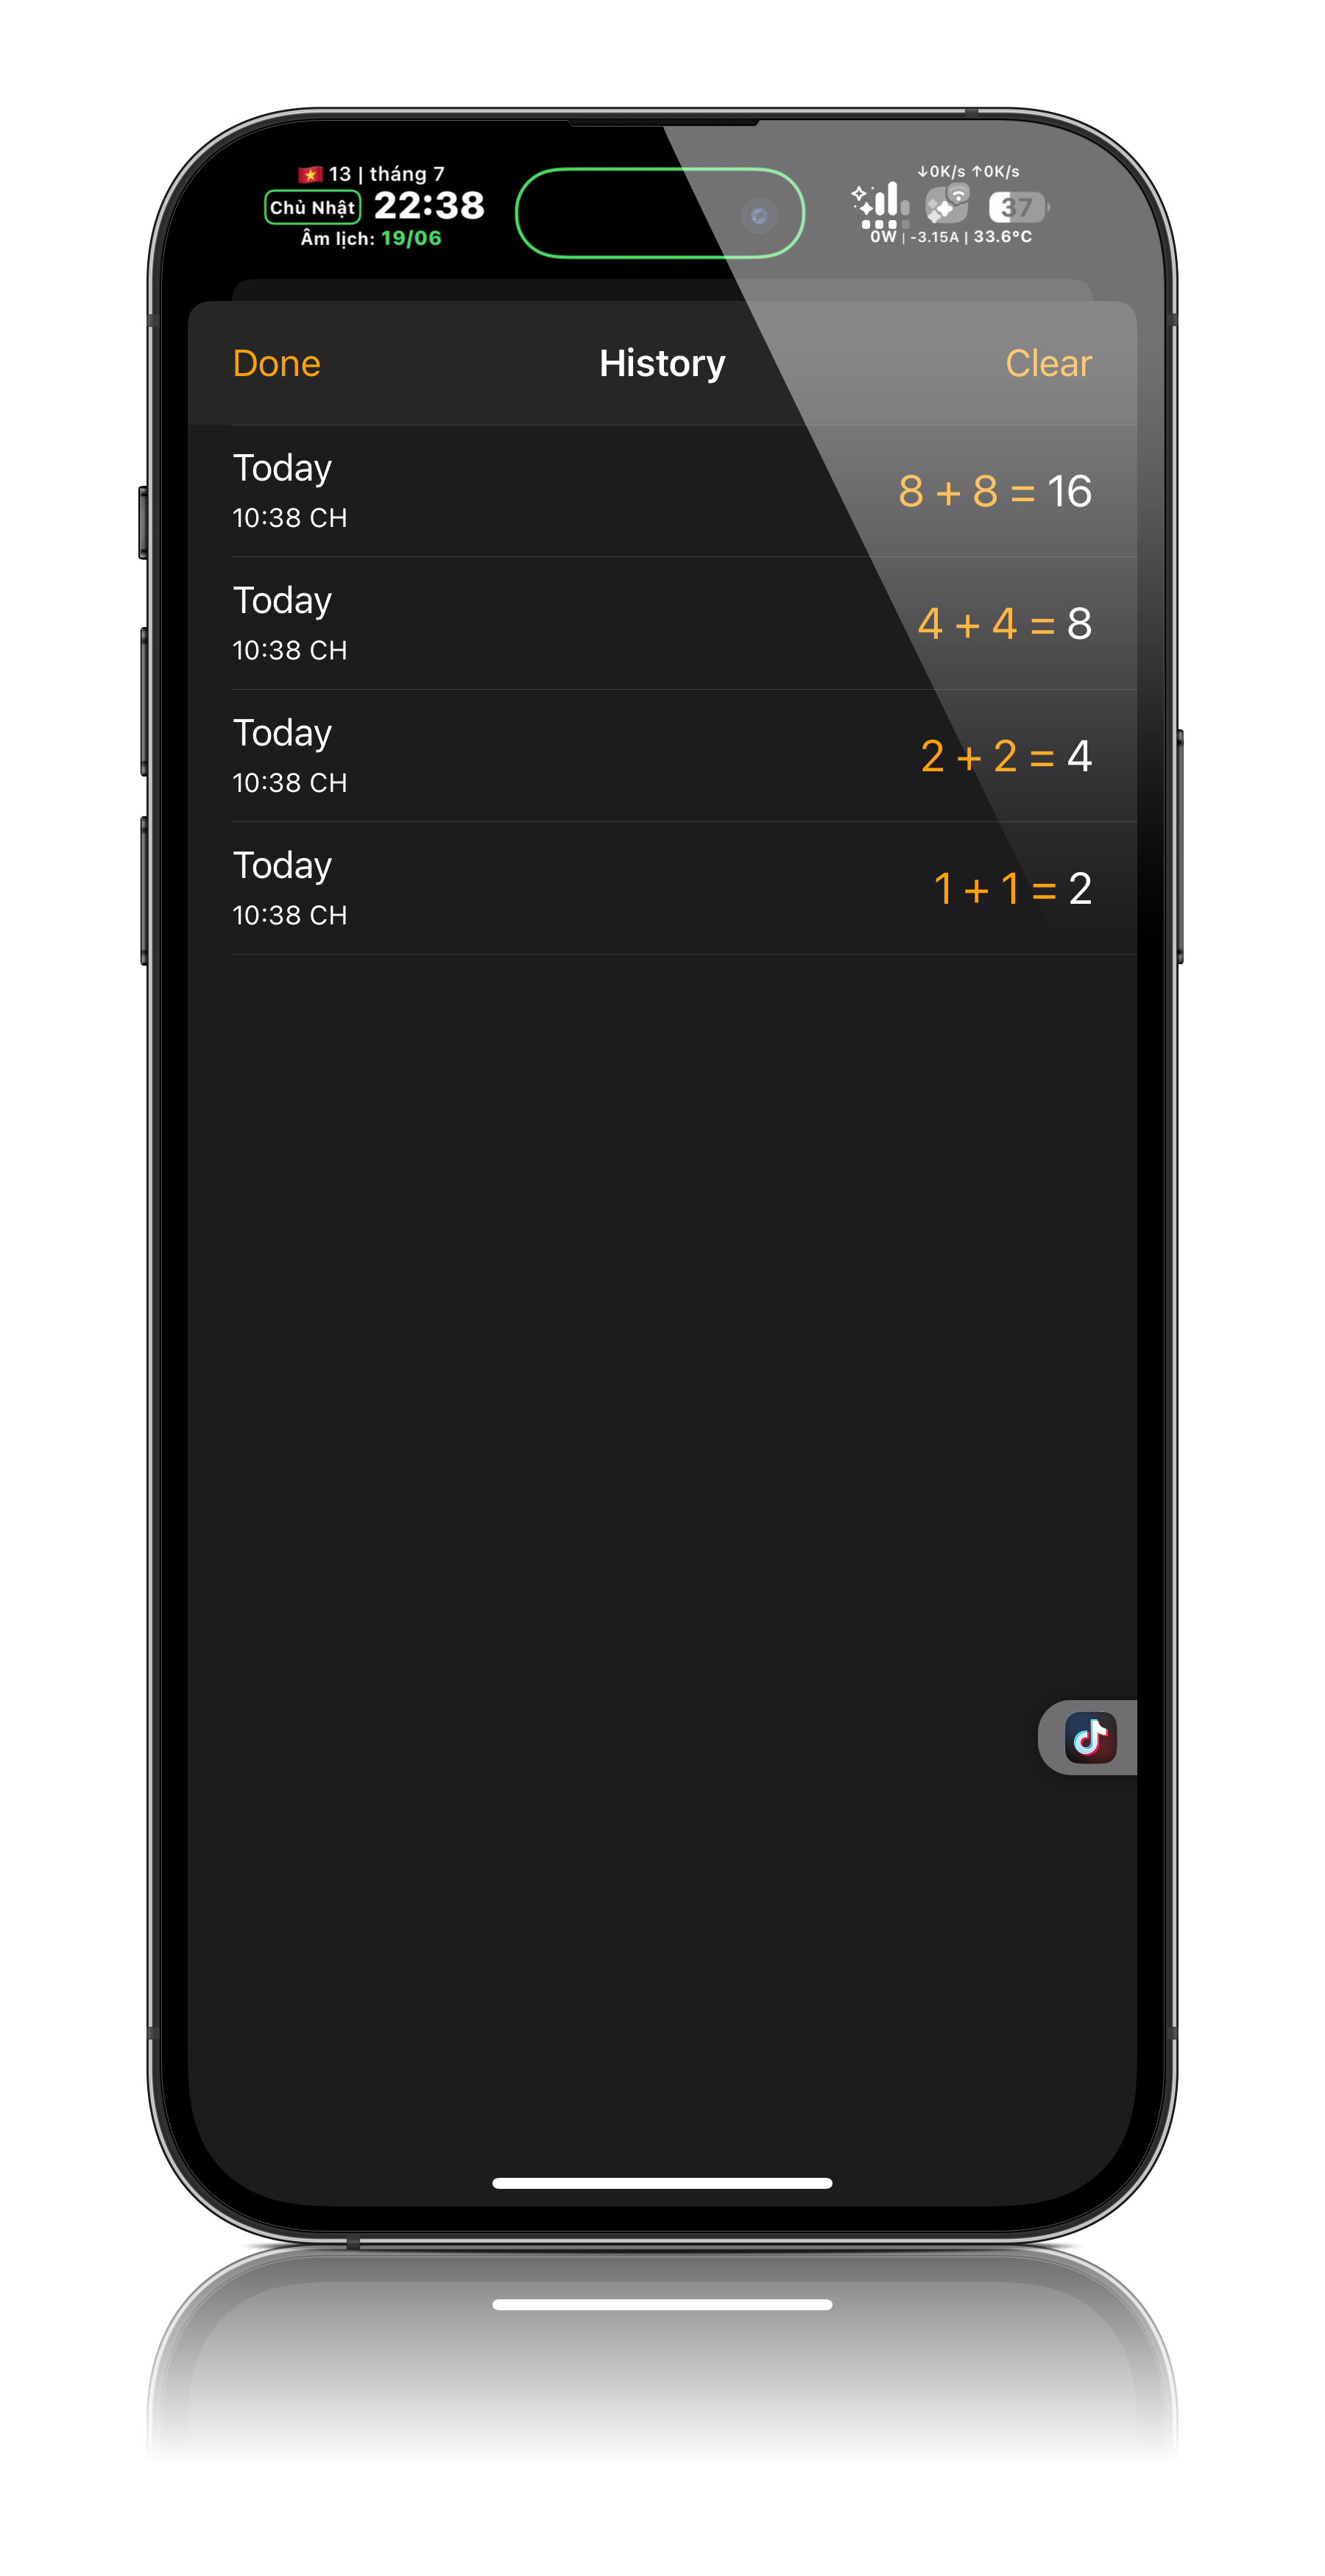 🇻🇳 13 | tháng 7
Chủ Nhật 22:38
Âm lịch: 19/06
↓0K/s ↑0K/s
37
0W | -3.15A | 33.6°C
Done History Clear
Today
10:38 CH
8 + 8 = 16
Today
10:38 CH
4 + 4 = 8
Today
10:38 CH
2 + 2 = 4
Today
10:38 CH
1 + 1 = 2